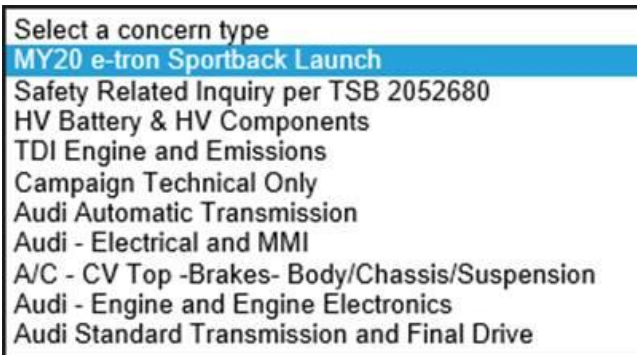 Select a concern type
MY20 e-tron Sportback Launch
Safety Related Inquiry per TSB 2052680
HV Battery & HV Components
TDI Engine and Emissions
Campaign Technical Only
Audi Automatic Transmission
Audi - Electrical and MMI
A/C - CV Top -Brakes- Body/Chassis/Suspension
Audi - Engine and Engine Electronics
Audi Standard Transmission and Final Drive